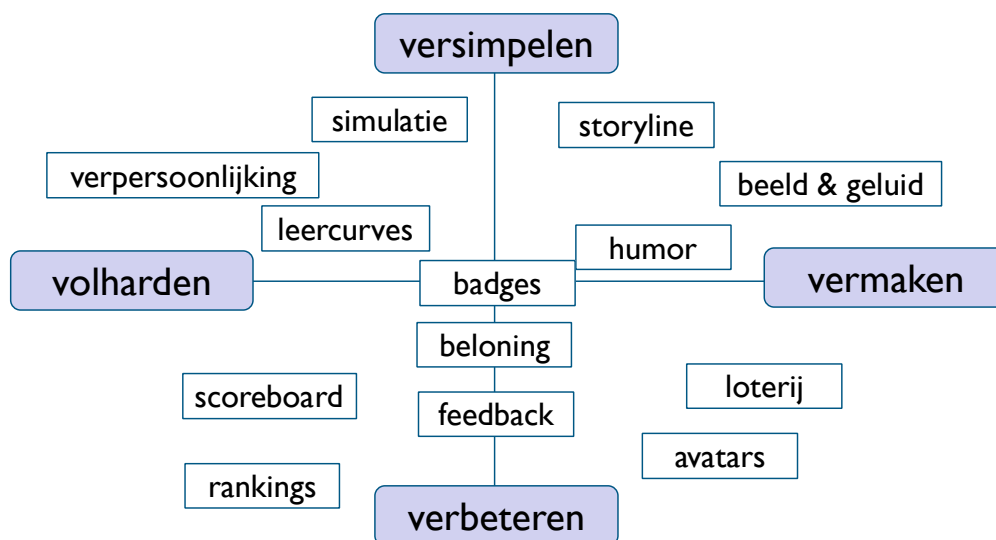 versimpelen
simulatie
storyline
verpersoonlijking
beeld & geluid
leercurves
humor
volharden
badges
vermaken
beloning
scoreboard
feedback
loterij
avatars
rankings
verbeteren